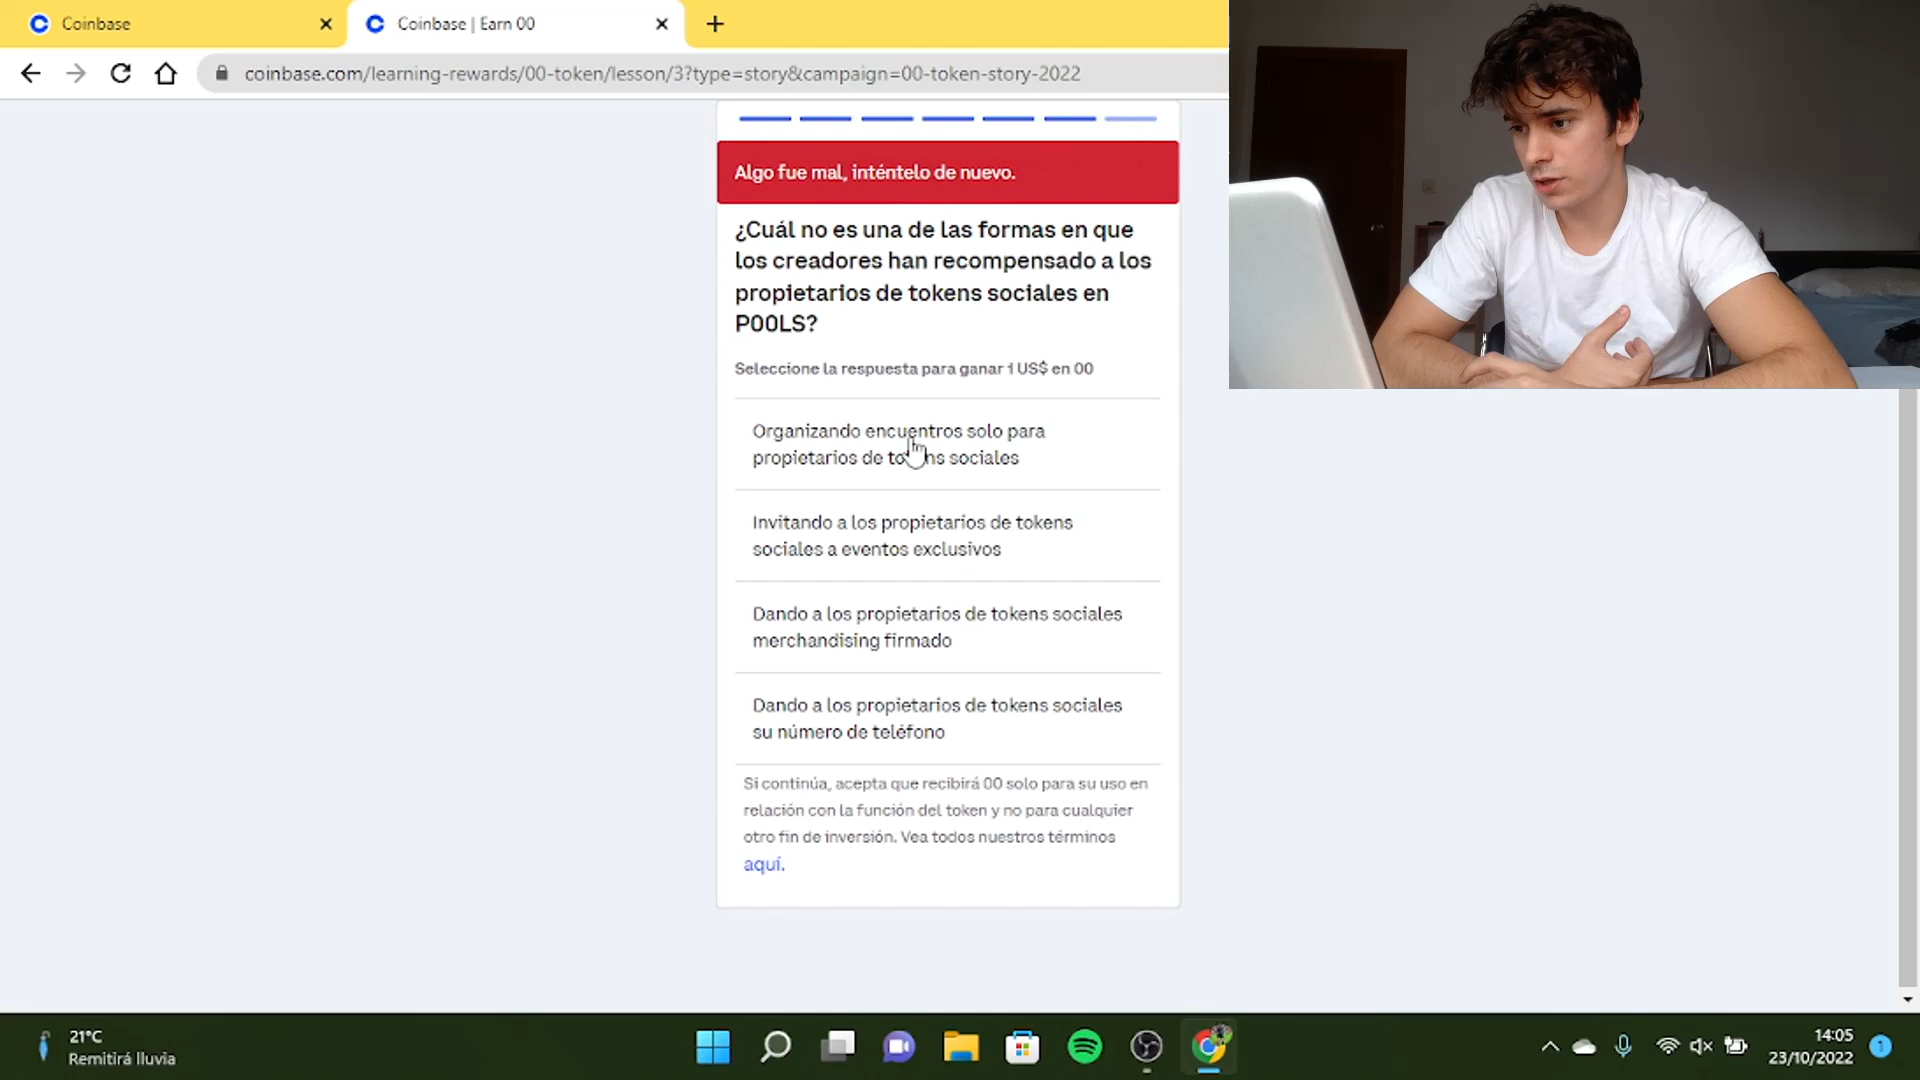 Coinbase
Coinbase | Earn 00
coinbase.com/learning-rewards/00-token/lesson/3?type=story&campaign=00-token-story-2022
Algo fue mal, inténtelo de nuevo.
¿Cuál no es una de las formas en que
los creadores han recompensado a los
propietarios de tokens sociales en
P00LS?
Seleccione la respuesta para ganar 1 US$ en 00
Organizando encuentros solo para
propietarios de tokens sociales
Invitando a los propietarios de tokens
sociales a eventos exclusivos
Dando a los propietarios de tokens sociales
merchandising firmado
Dando a los propietarios de tokens sociales
su número de teléfono
Si continúa, acepta que recibirá 00 solo para su uso en
relación con la función del token y no para cualquier
otro fin de inversión. Vea todos nuestros términos
aquí.
21°C
Remitirá lluvia
14:05
23/10/2022
1